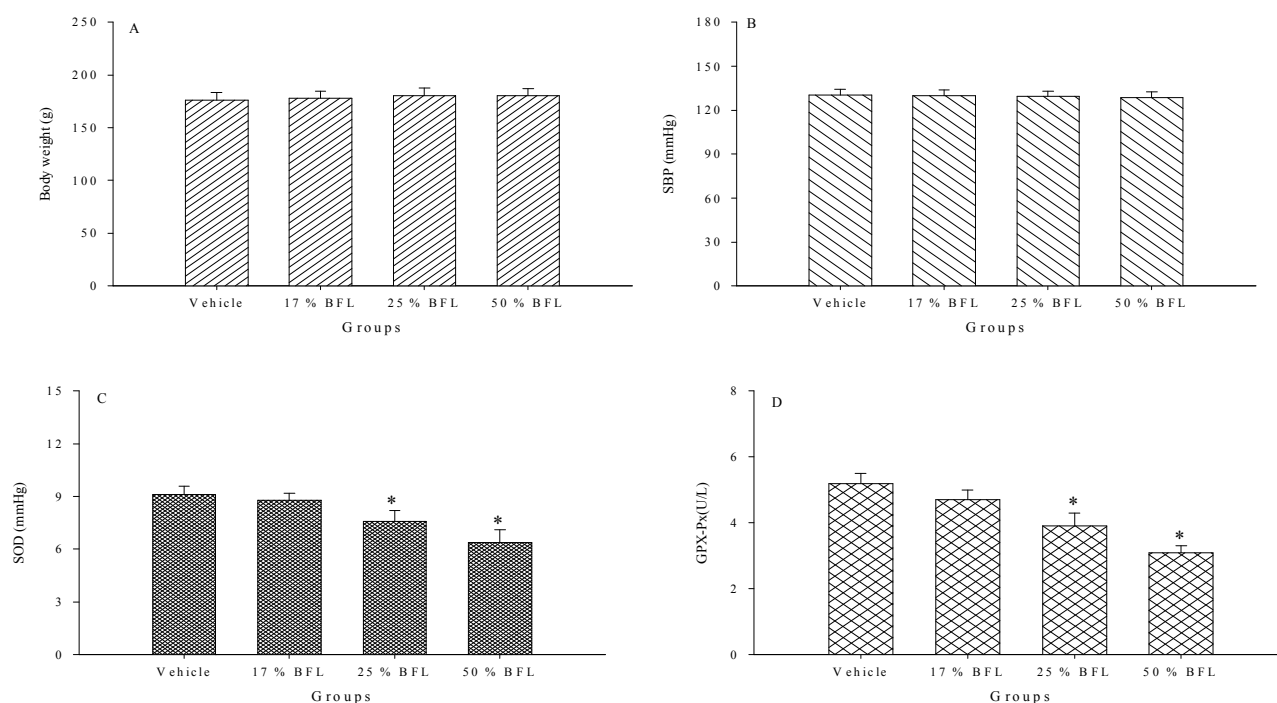 A
Body weight (g)
250
200
150
100
50
0
Vehicle 17 % BFL 25 % BFL 50 % BFL
Groups
B
SBP (mmHg)
180
150
120
90
60
30
0
Vehicle 17 % BFL 25 % BFL 50 % BFL
Groups
C
SOD (mmHg)
15
12
9
6
3
0
* *
Vehicle 17 % BFL 25 % BFL 50 % BFL
Groups
D
GPX-Px(U/L)
8
6
4
2
0
* *
Vehicle 17 % BFL 25 % BFL 50 % BFL
Groups